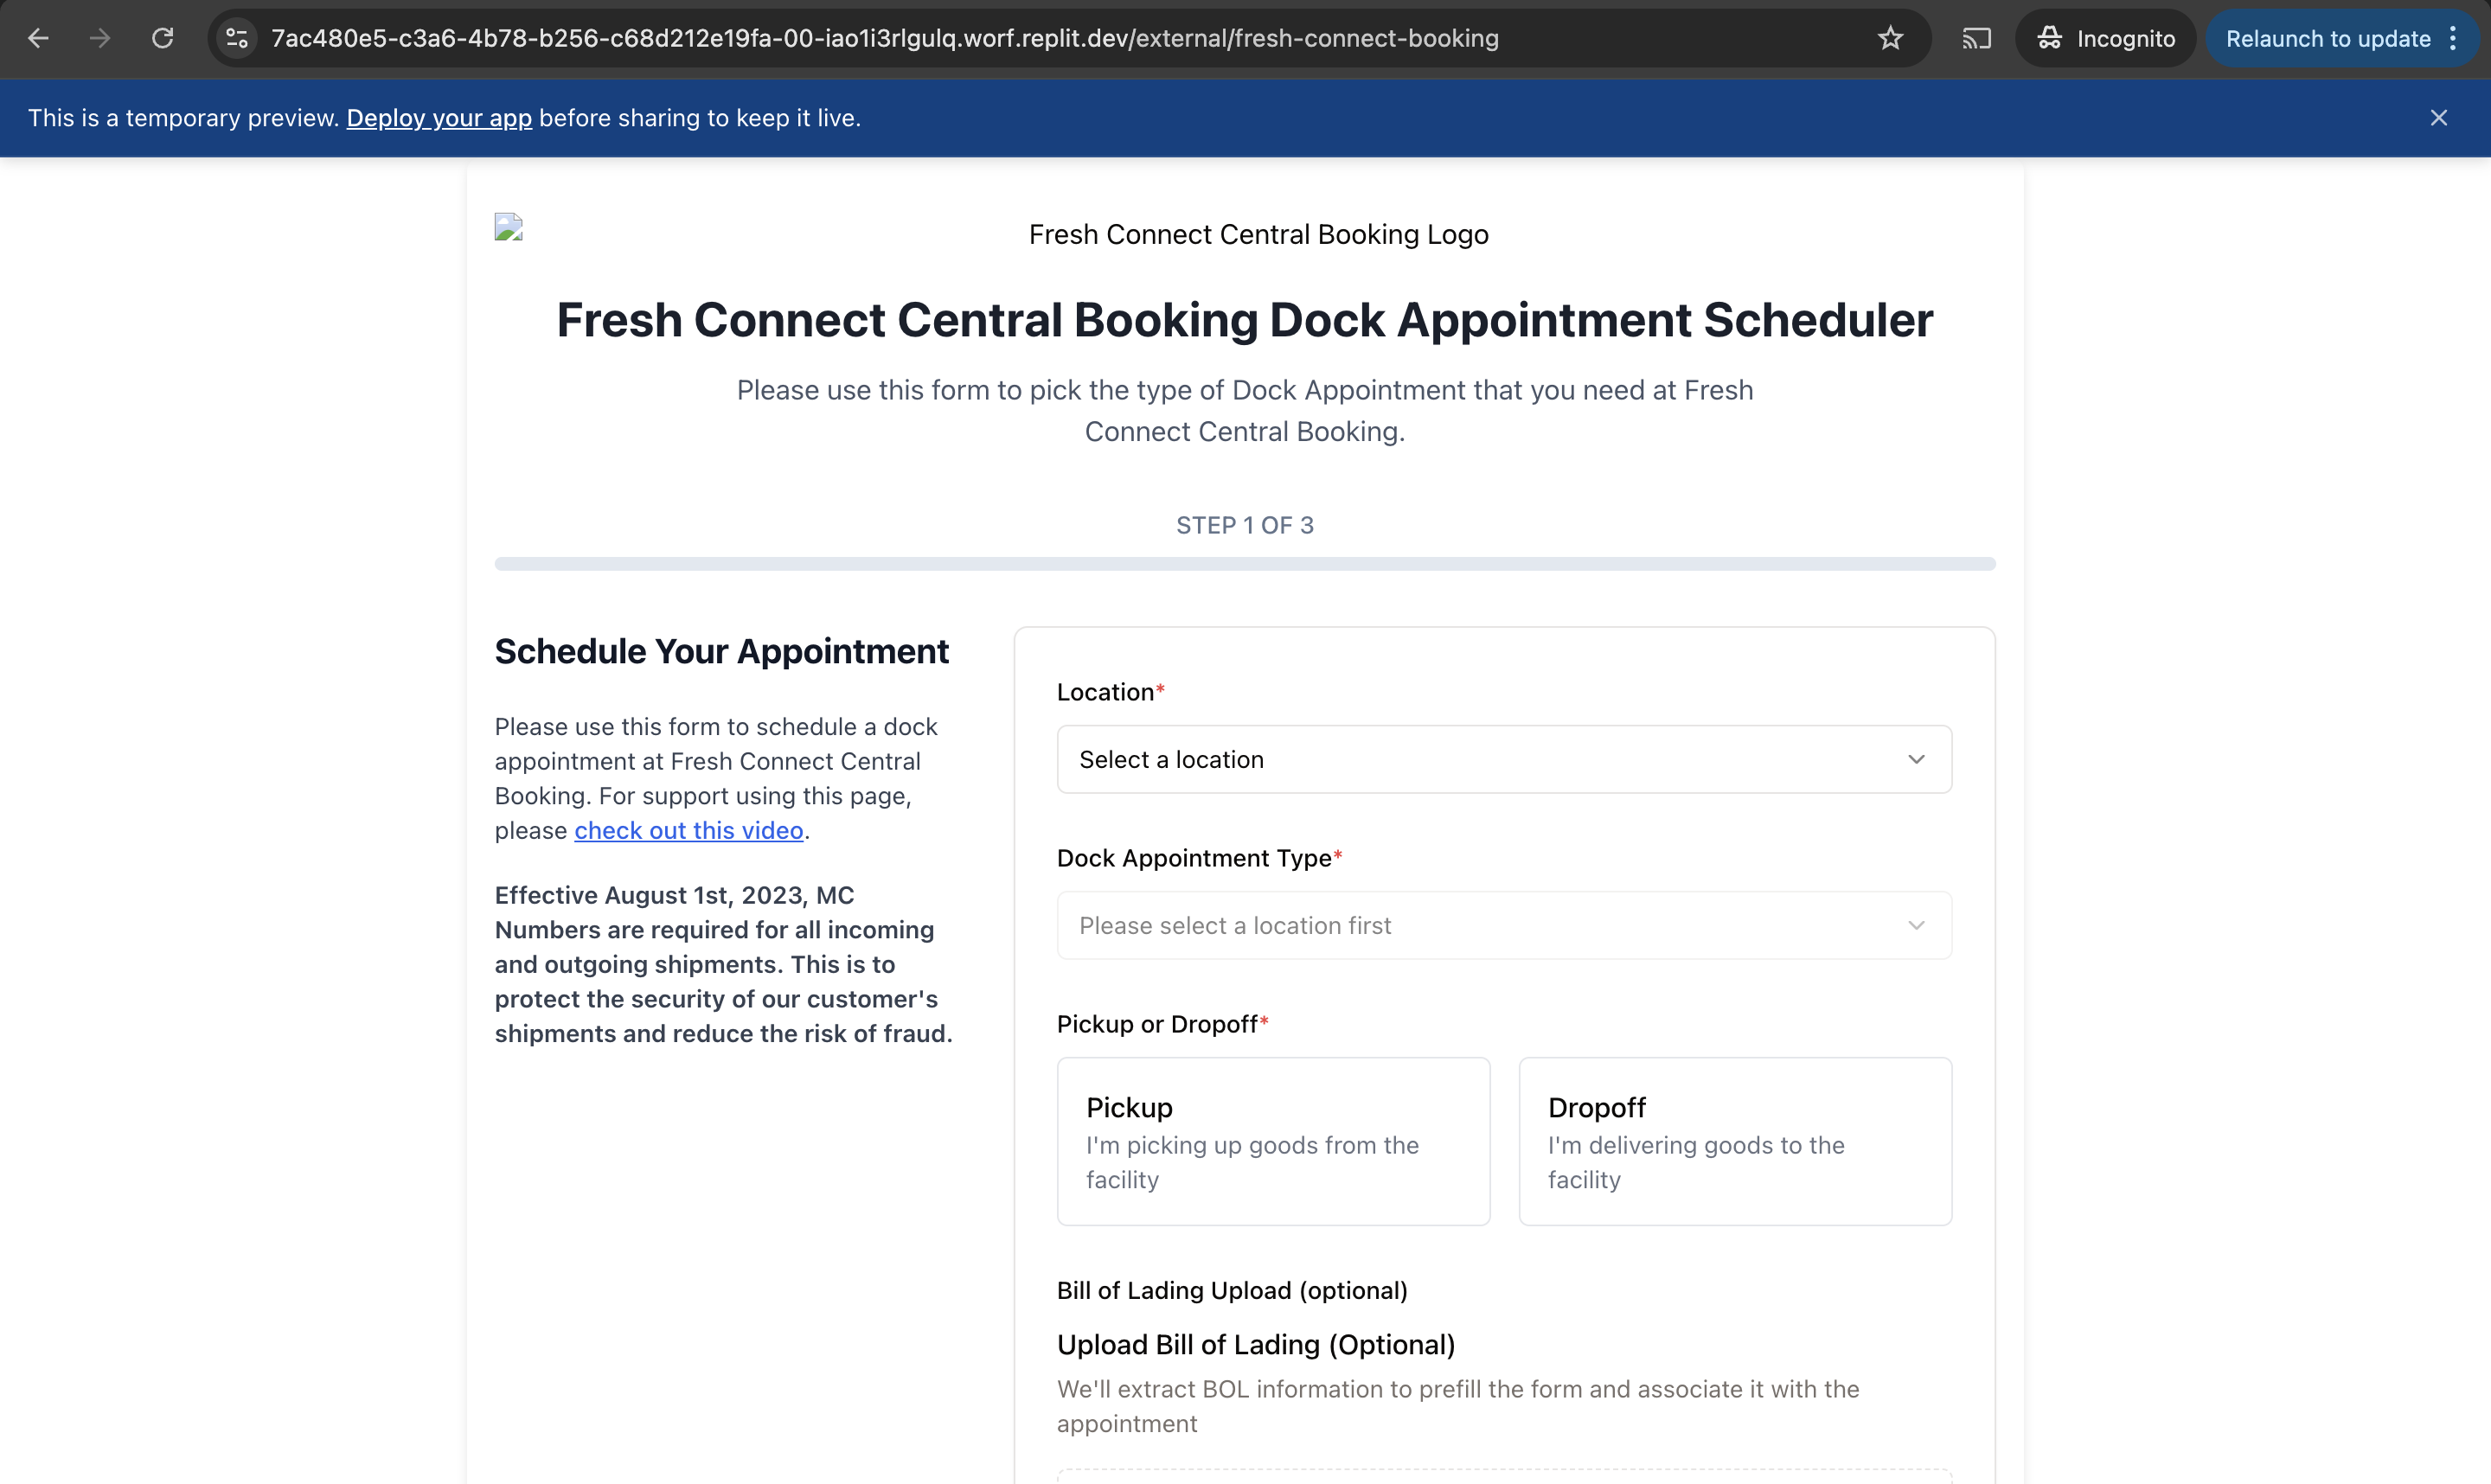 7ac480e5-c3a6-4b78-b256-c68d212e19fa-00-iao1i3rlgulq.worf.replit.dev/external/fresh-connect-booking
Incognito
Relaunch to update
This is a temporary preview. Deploy your app before sharing to keep it live.
Fresh Connect Central Booking Logo
Fresh Connect Central Booking Dock Appointment Scheduler
Please use this form to pick the type of Dock Appointment that you need at Fresh
Connect Central Booking.
STEP 1 OF 3
Schedule Your Appointment
Please use this form to schedule a dock
appointment at Fresh Connect Central
Booking. For support using this page,
please check out this video.
Effective August 1st, 2023, MC
Numbers are required for all incoming
and outgoing shipments. This is to
protect the security of our customer's
shipments and reduce the risk of fraud.
Location*
Select a location
Dock Appointment Type*
Please select a location first
Pickup or Dropoff*
Pickup
I'm picking up goods from the
facility
Dropoff
I'm delivering goods to the
facility
Bill of Lading Upload (optional)
Upload Bill of Lading (Optional)
We'll extract BOL information to prefill the form and associate it with the
appointment